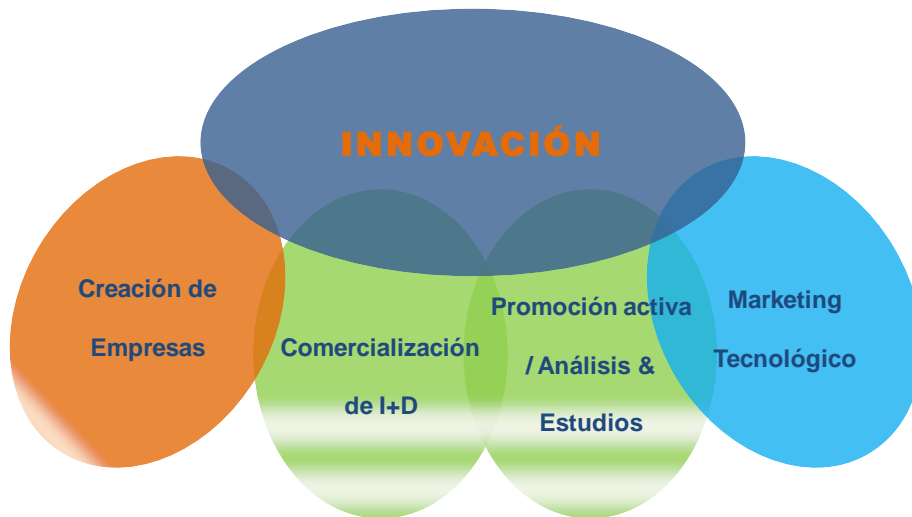 INNOVACIÓN
Creación de
Empresas
Comercialización
de I+D
Promoción activa
/ Análisis &
Estudios
Marketing
Tecnológico